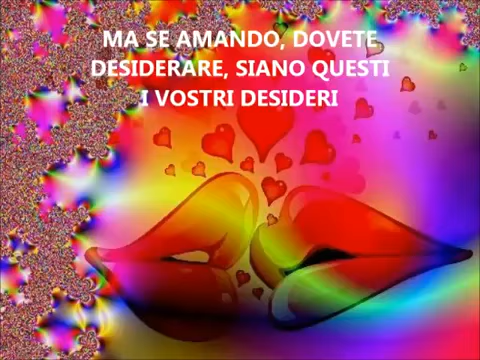 MA SE AMANDO, DOVETE
DESIDERARE, SIANO QUESTI
I VOSTRI DESIDERI